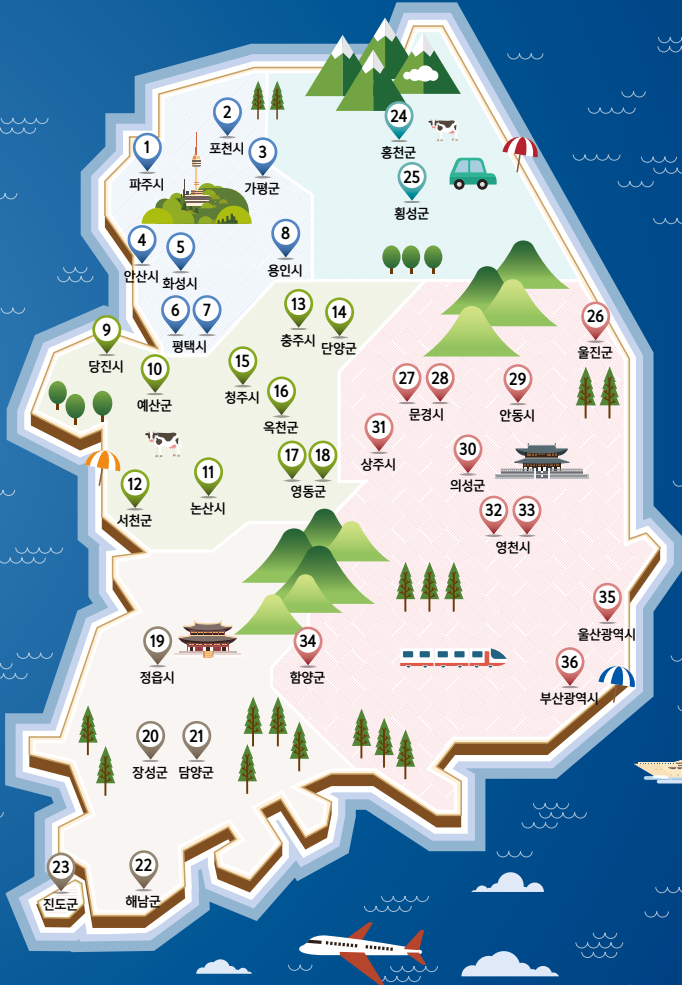 1
파주시
2
포천시
3
가평군
4
안산시
5
화성시
6 7
평택시
8
용인시
9
당진시
10
예산군
11
논산시
12
서천군
13
충주시
14
단양군
15
청주시
16
옥천군
17 18
영동군
19
정읍시
20
장성군
21
담양군
22
해남군
23
진도군
24
홍천군
25
횡성군
26
울진군
27 28
문경시
29
안동시
30
의성군
31
상주시
32 33
영천시
34
함양군
35
울산광역시
36
부산광역시